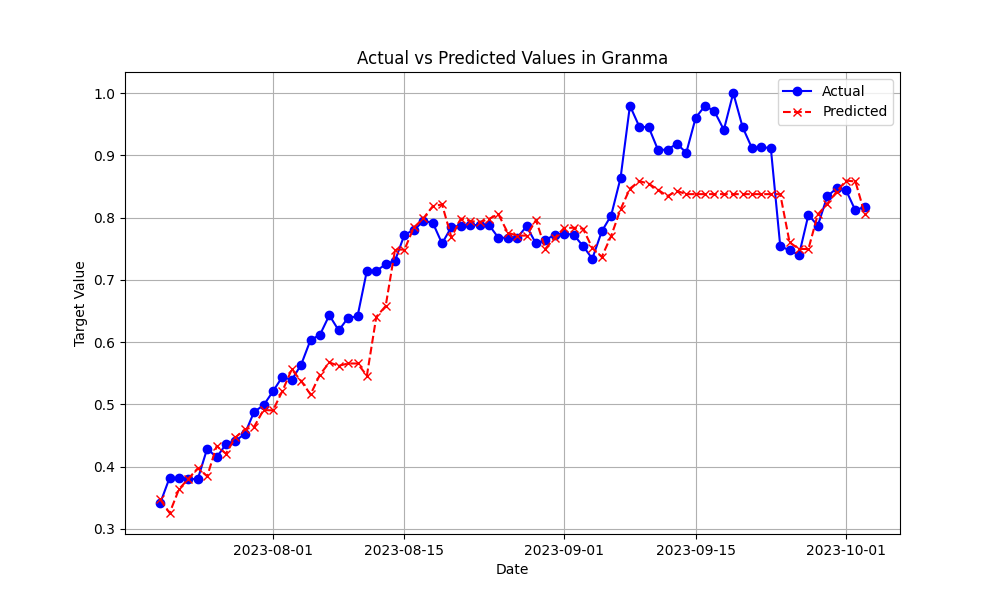 Actual vs Predicted Values in Granma
Actual
Predicted
1.0
0.9
0.8
0.7
0.6
0.5
0.4
0.3
Target Value
2023-08-01
2023-08-15
2023-09-01
2023-09-15
2023-10-01
Date